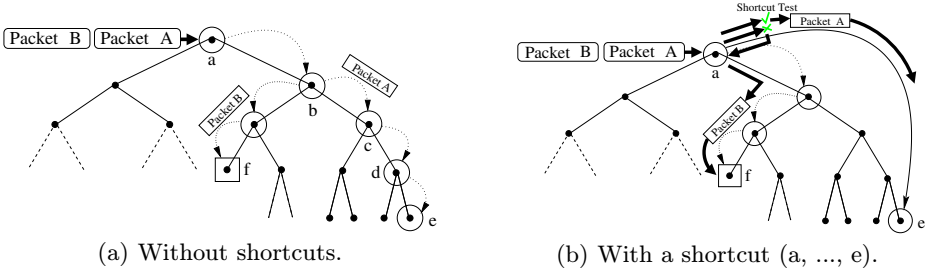 Packet B
Packet A
a
b
Packet A
Packet B
c
f
d
e
(a) Without shortcuts.
Shortcut Test
Packet A
Packet B
Packet A
a
Packet B
f
e
(b) With a shortcut (a, ..., e).